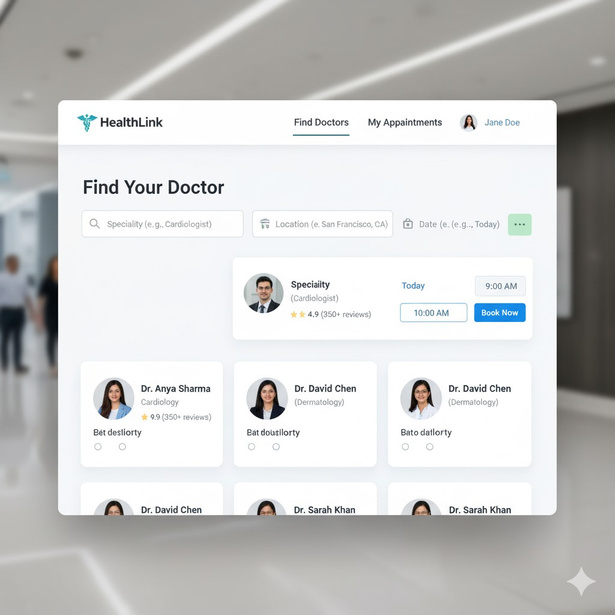 HealthLink
Find Doctors
My Appaintments
Jane Doe
Find Your Doctor
Speciality (e.g., Cardiologist)
Location (e. San Francisco, CA)
Date (e. (e.g.., Today)
Speciailty
(Cardiologist)
4.9 (350+ reviews)
Today
9:00 AM
10:00 AM
Book Now
Dr. Anya Sharma
Cardiology
9.9 (350+ reviews)
Bét destlorty
Dr. David Chen
(Dermatology)
Bat doutilorty
Dr. David Chen
(Dermatology)
Bato datlorty
Dr. David Chen
Dr. Sarah Khan
Dr. Sarah Khan